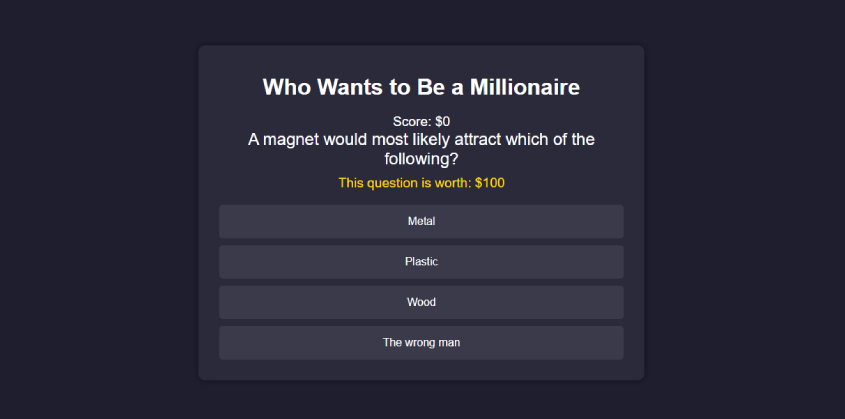 Who Wants to Be a Millionaire
Score: $0
A magnet would most likely attract which of the
following?
This question is worth: $100
Metal
Plastic
Wood
The wrong man